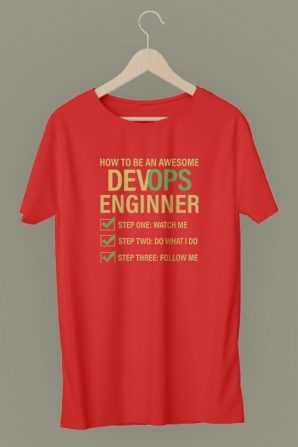 HOW TO BE AN AWESOME
DEVOPS
ENGINNER
STEP ONE: WATCH ME
STEP TWO: DO WHAT I DO
STEP THREE: FOLLOW ME